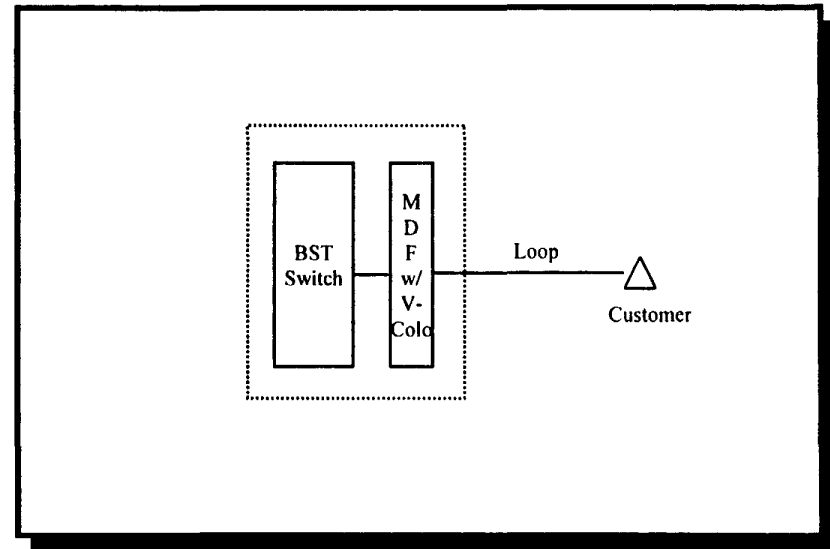 BST
Switch
M
D
F
w/
V-
Colo
Loop
Customer